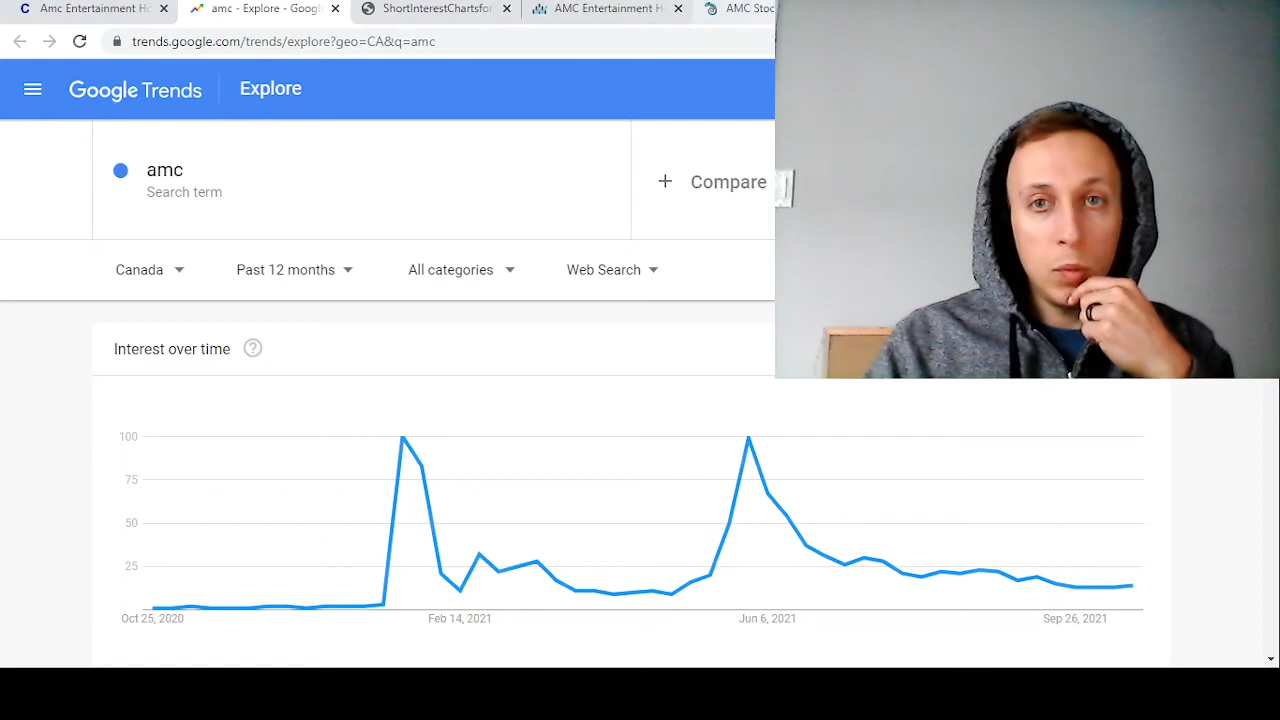 Amc Entertainment Ho
amc - Explore - Googl
ShortInterestChartsfor
AMC Entertainment H
AMC Stoc
trends.google.com/trends/explore?geo=CA&q=amc
Google Trends
Explore
amc
Search term
+ Compare
Canada
Past 12 months
All categories
Web Search
Interest over time
?
100
75
50
25
Oct 25, 2020
Feb 14, 2021
Jun 6, 2021
Sep 26, 2021